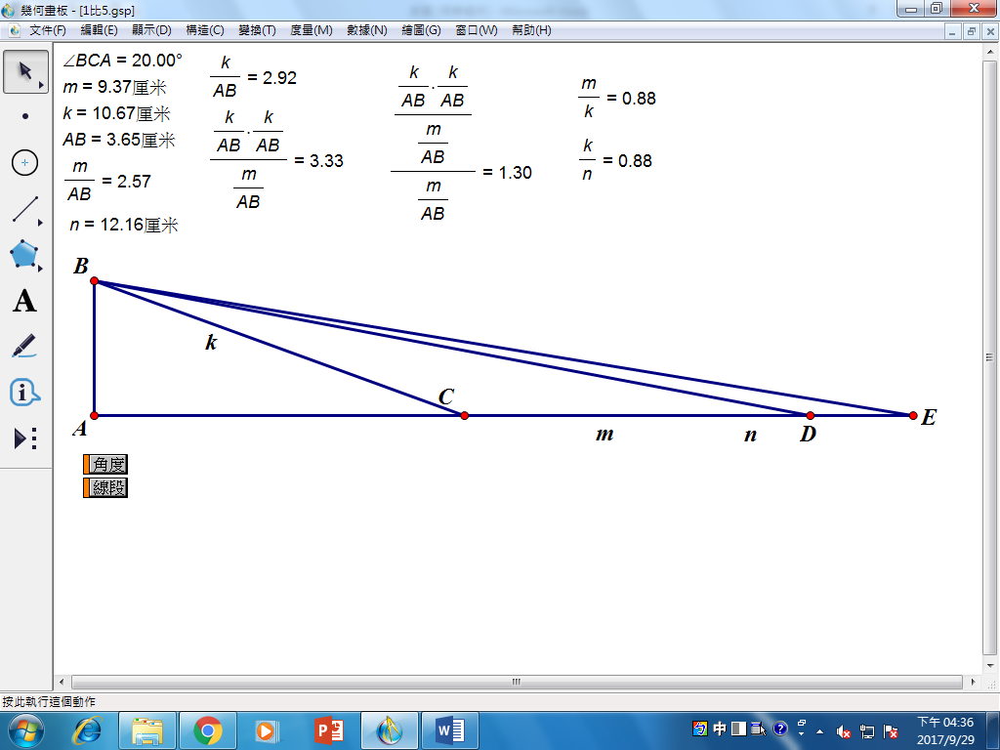 幾何畫板 - [1比5.gsp]
文件(F) 編輯(E) 顯示(D) 構造(C) 變換(T) 度量(M) 數據(N) 繪圖(G) 窗口(W) 幫助(H)
∠BCA = 20.00°
m = 9.37厘米
k = 10.67厘米
AB = 3.65厘米
m/AB = 2.57
n = 12.16厘米
k/AB = 2.92
(k/AB · k/AB)/(m/AB) = 3.33
((k/AB · k/AB)/(m/AB))/(m/AB) = 1.30
m/k = 0.88
k/n = 0.88
B
k
C
A
m
n
D
E
角度
線段
A
按此執行這個動作
中
下午 04:36
2017/9/29